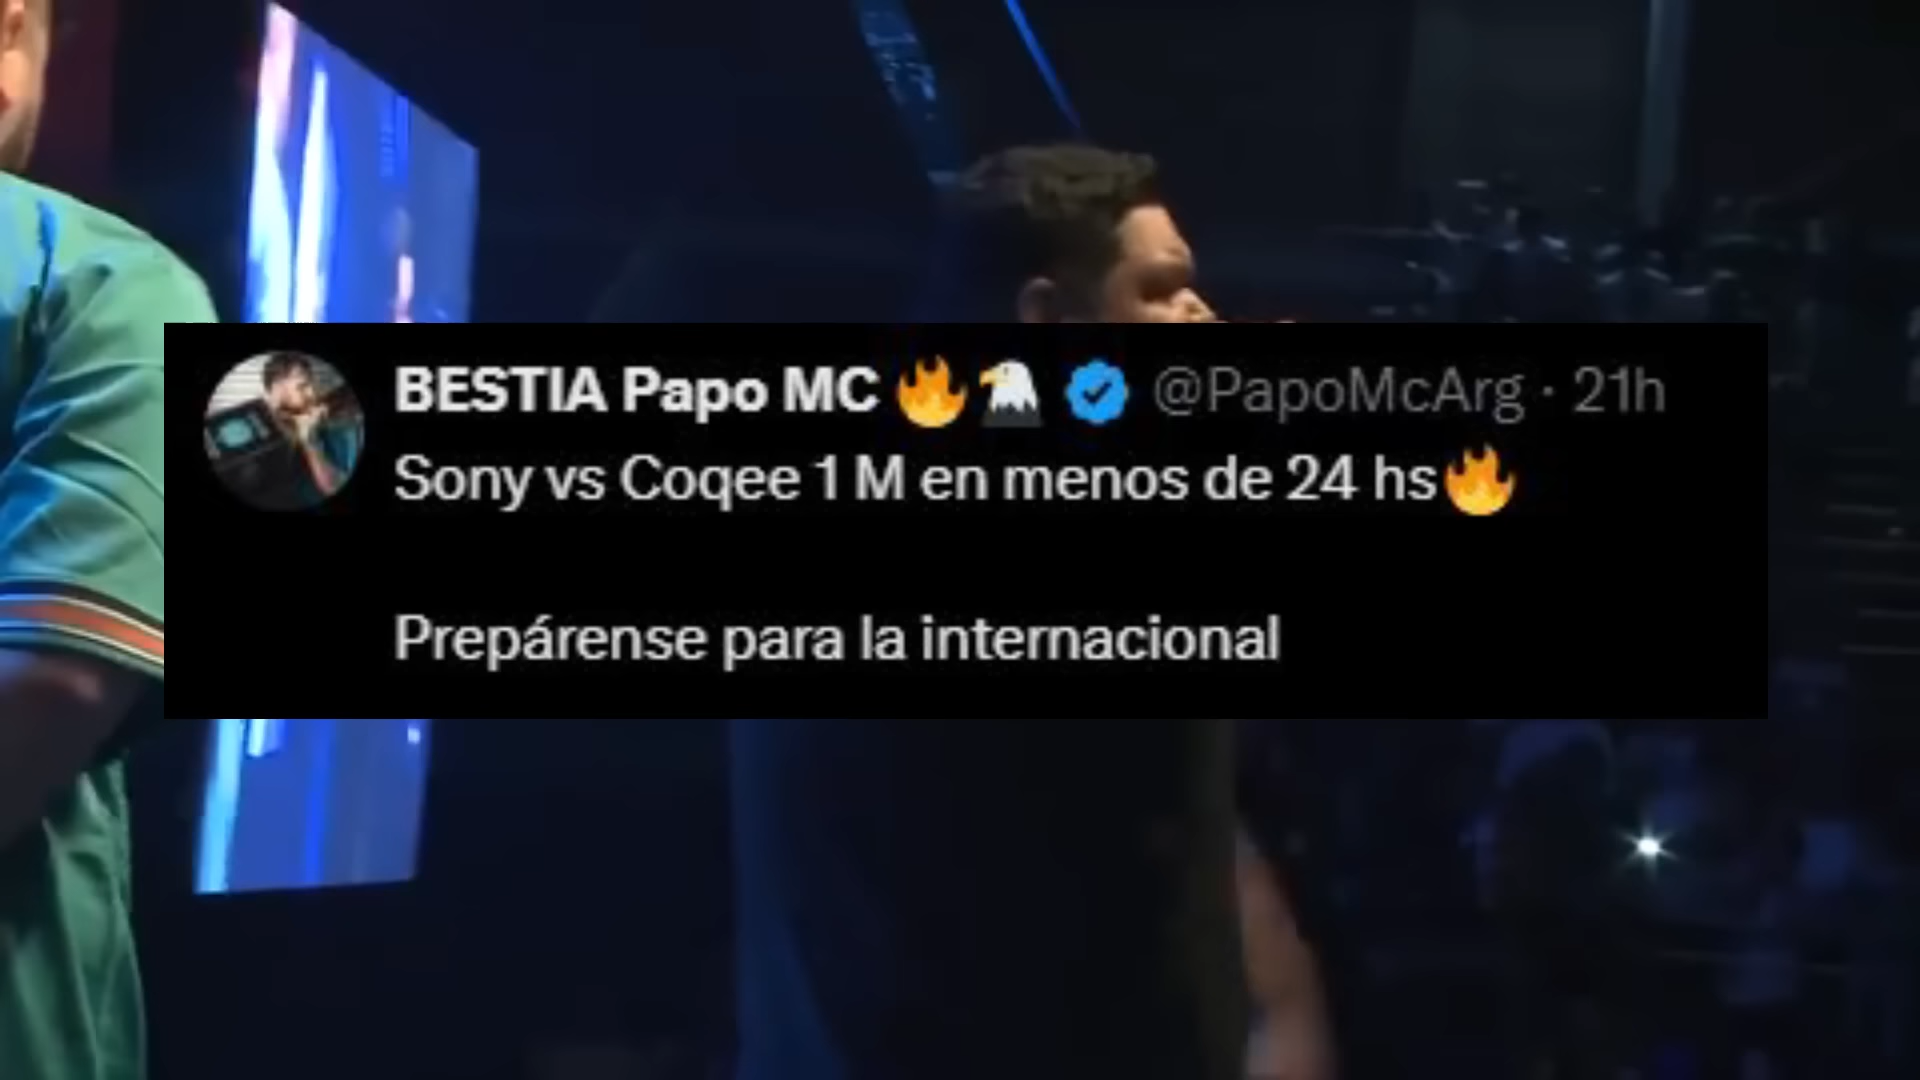 BESTIA Papo MC🔥🦅 @PapoMcArg · 21h
Sony vs Coqee 1 M en menos de 24 hs🔥
Prepárense para la internacional